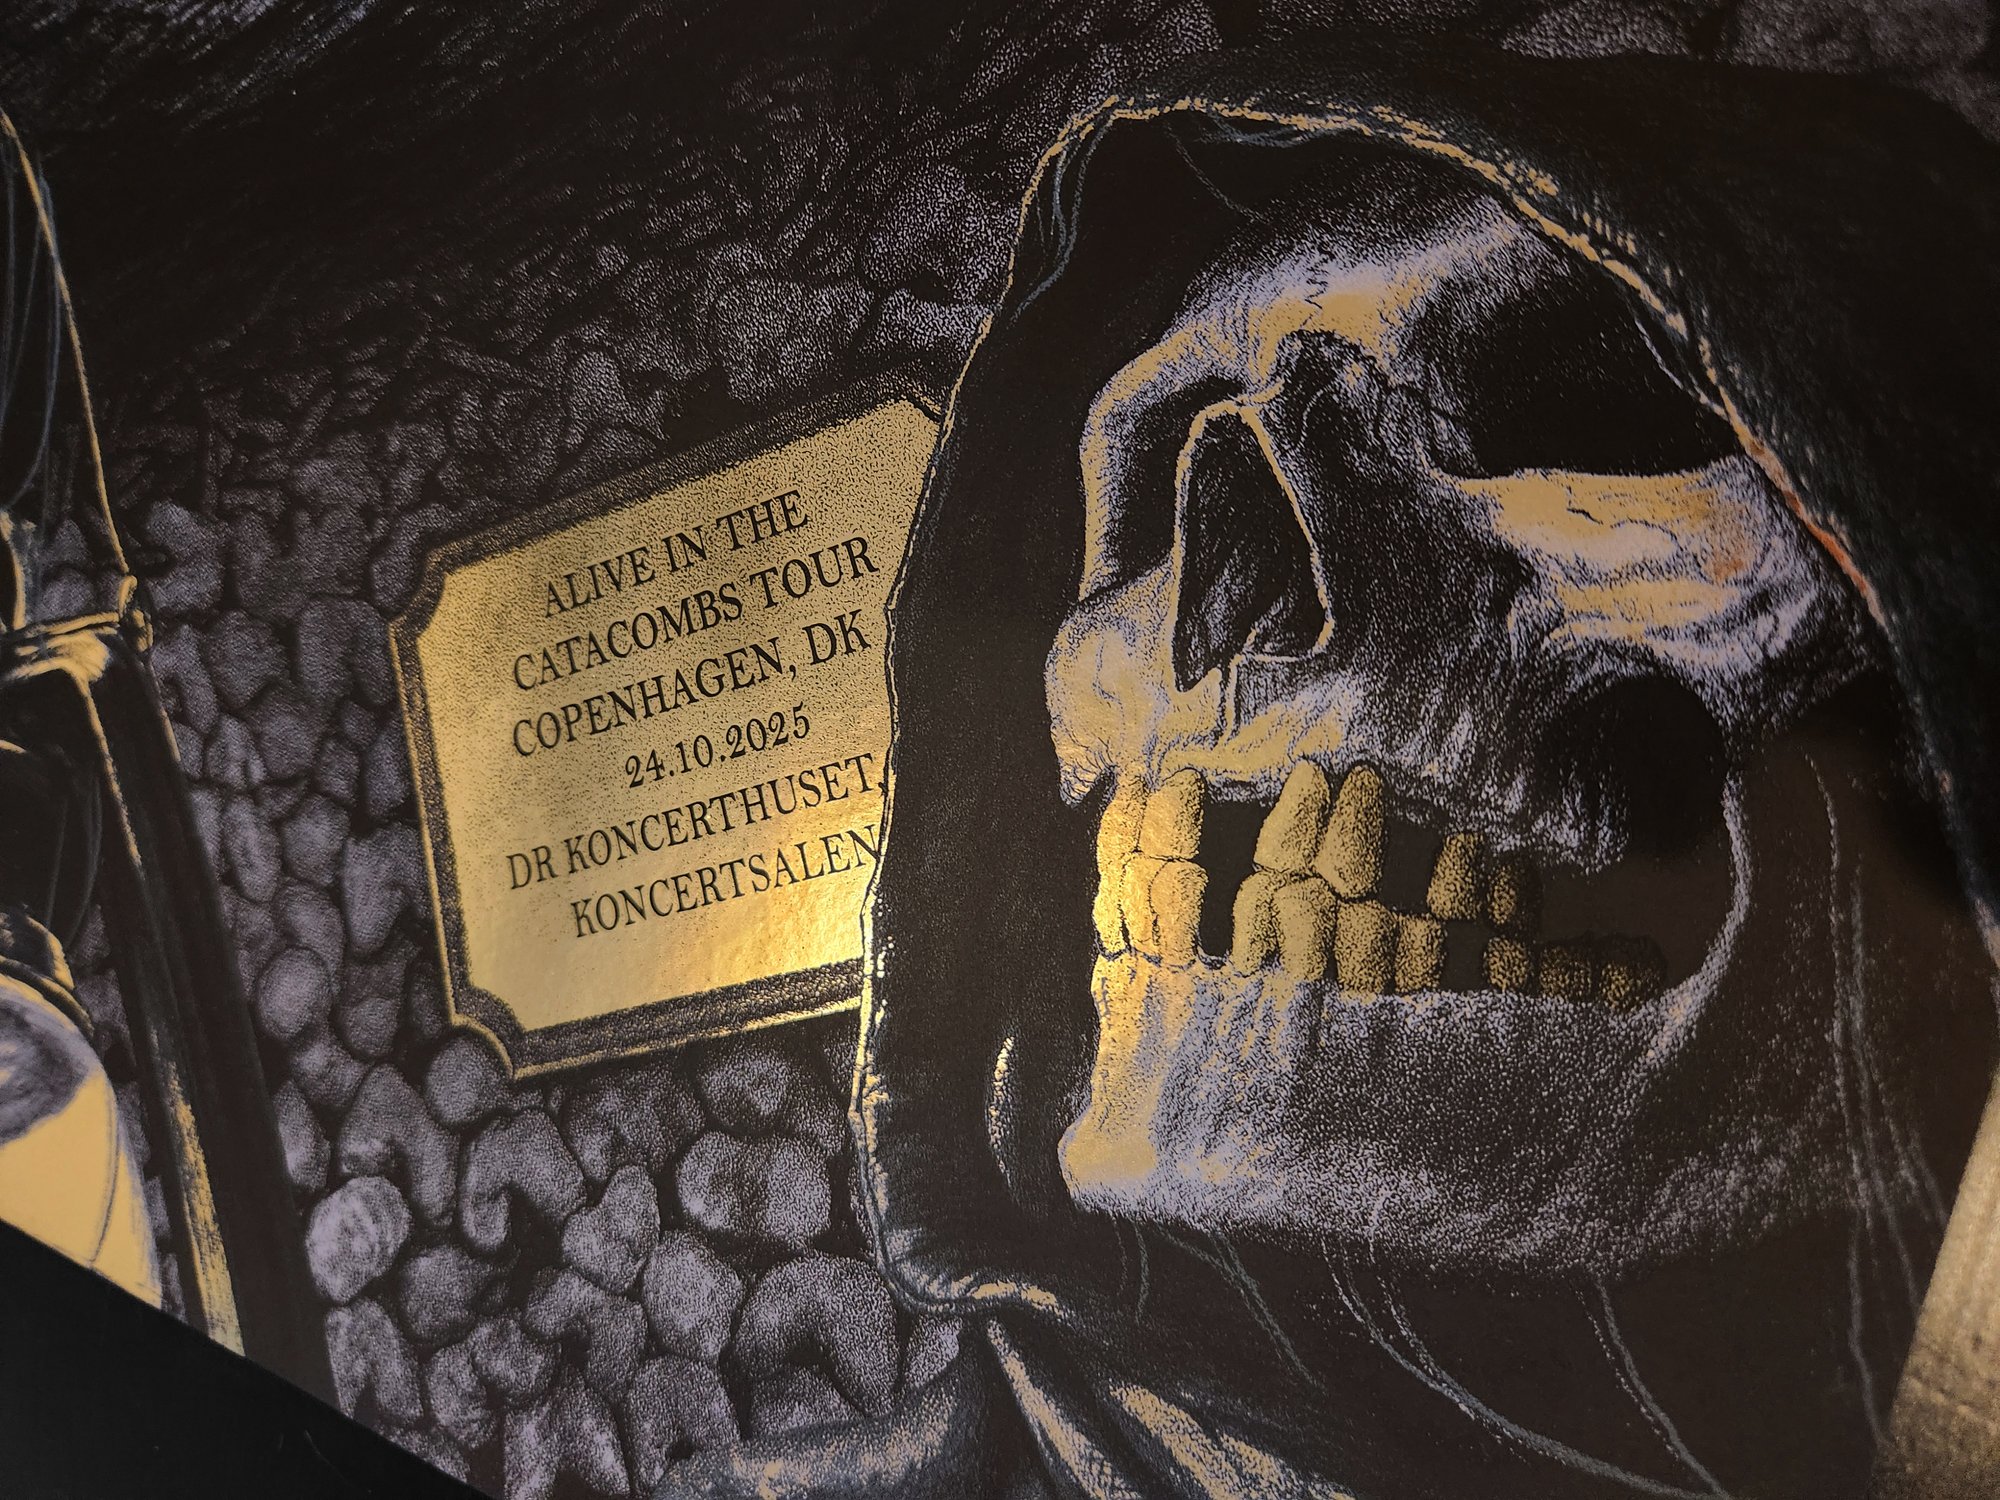 ALIVE IN THE
CATACOMBS TOUR
COPENHAGEN, DK
24.10.2025
DR KONCERTHUSET,
KONCERTSALEN